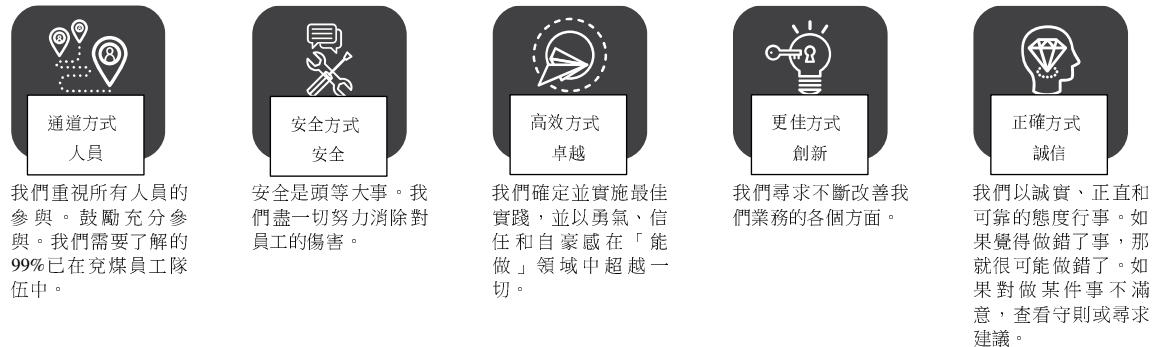 通道方式
人員
我們重視所有人員的
參與。鼓勵充分參
與。我們需要了解的
99%已在兗煤員工隊
伍中。
安全方式
安全
安全是頭等大事。我
們盡一切努力消除對
員工的傷害。
高效方式
卓越
我們確定並實施最佳
實踐，並以勇氣、信
任和自豪感在「能
做」領域中超越一
切。
更佳方式
創新
我們尋求不斷改善我
們業務的各個方面。
正確方式
誠信
我們以誠實、正直和
可靠的態度行事。如
果覺得做錯了事，那
就很可能做錯了。如
果對做某件事不滿
意，查看守則或尋求
建議。